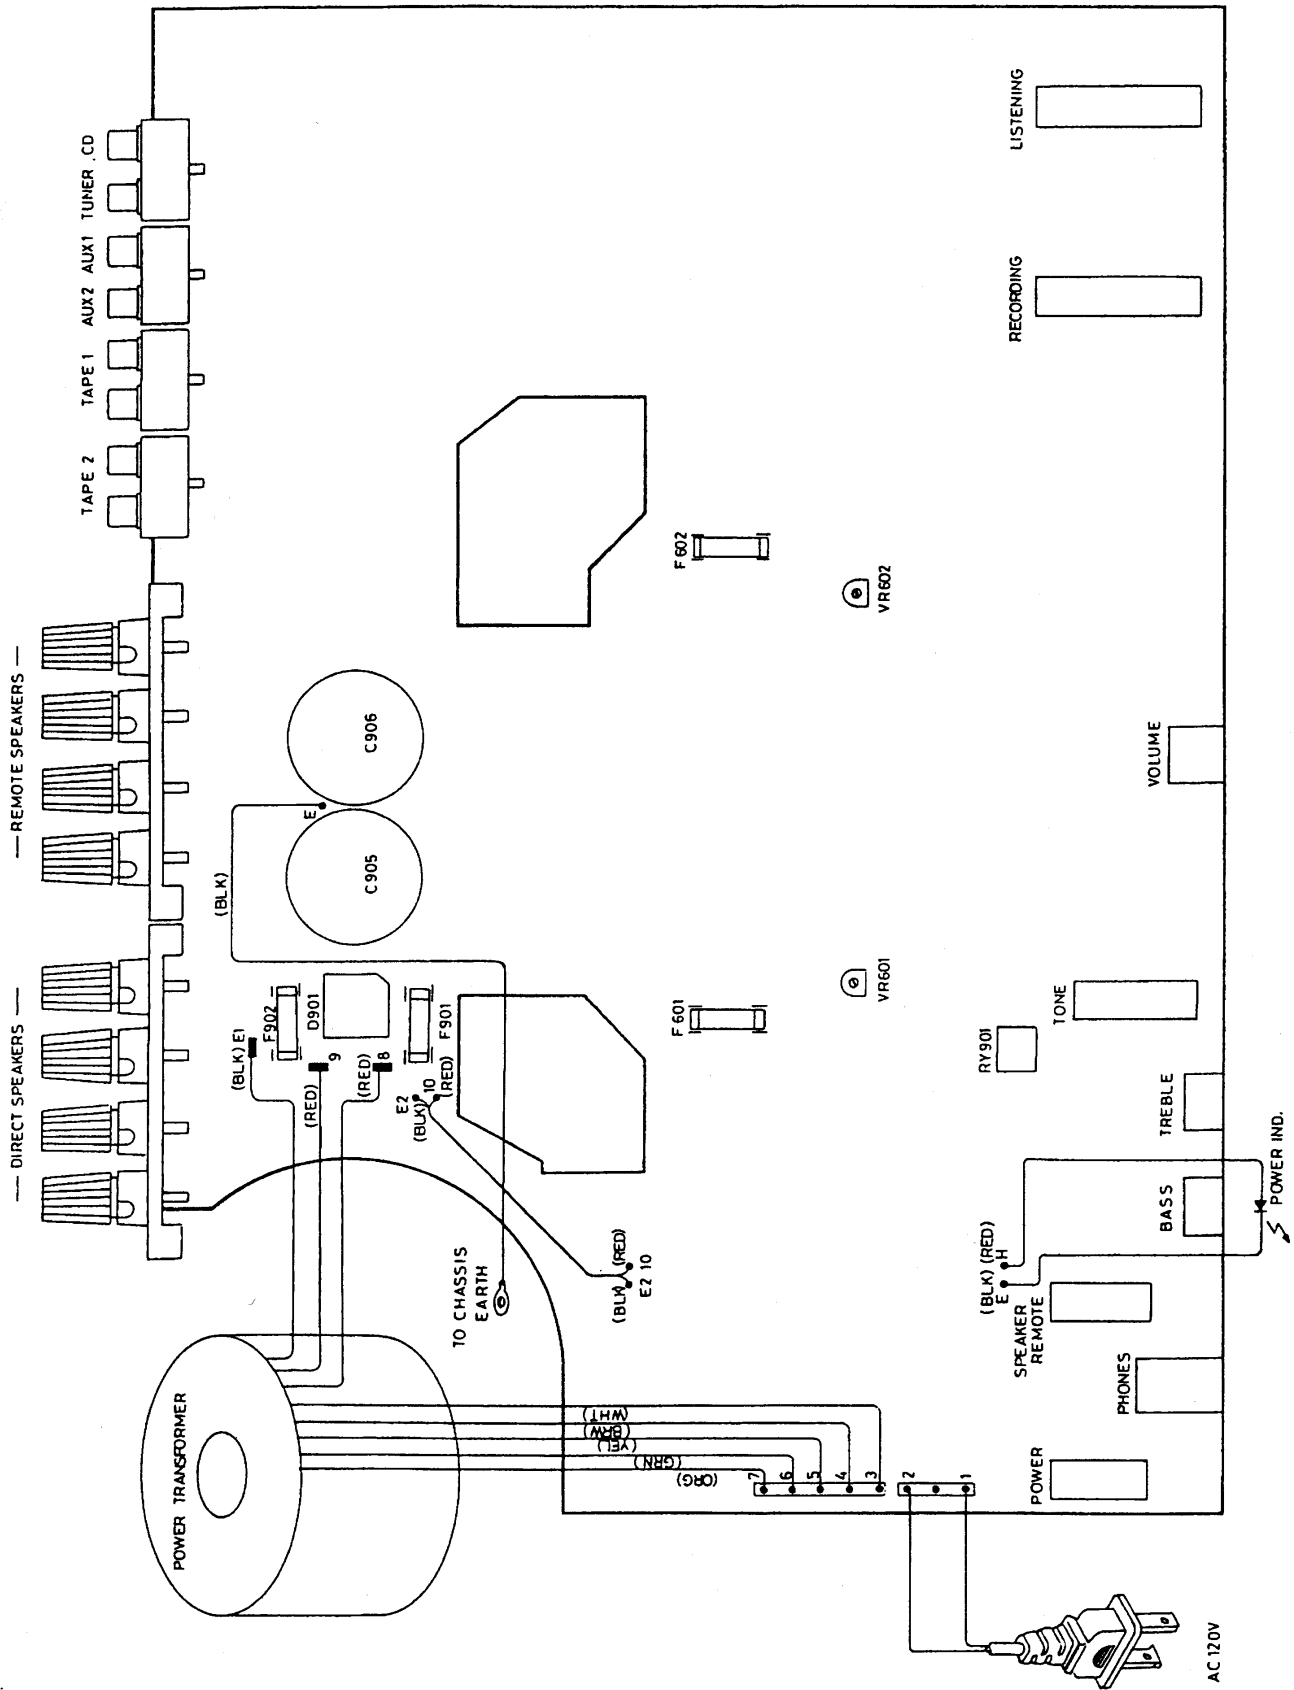 — DIRECT SPEAKERS —
— REMOTE SPEAKERS —
TAPE 2
TAPE 1
AUX2 AUX1
TUNER . CD
POWER TRANSFORMER
(BLK) E1
F902
D901
(RED)
9
(RED)
8
F901
E2
(BLK)
10
(RED)
(BLK)
E
C905
C906
TO CHASSIS
EARTH
(BLK)
(RED)
E2 10
F601
F602
VR601
VR602
(WHT)
(BRW)
(YEL)
(GRN)
(ORG)
7
6
5
4
3
2
1
AC 120V
POWER
PHONES
SPEAKER
REMOTE
(BLK) (RED)
E
H
BASS
TREBLE
POWER IND.
RY901
TONE
VOLUME
RECORDING
LISTENING